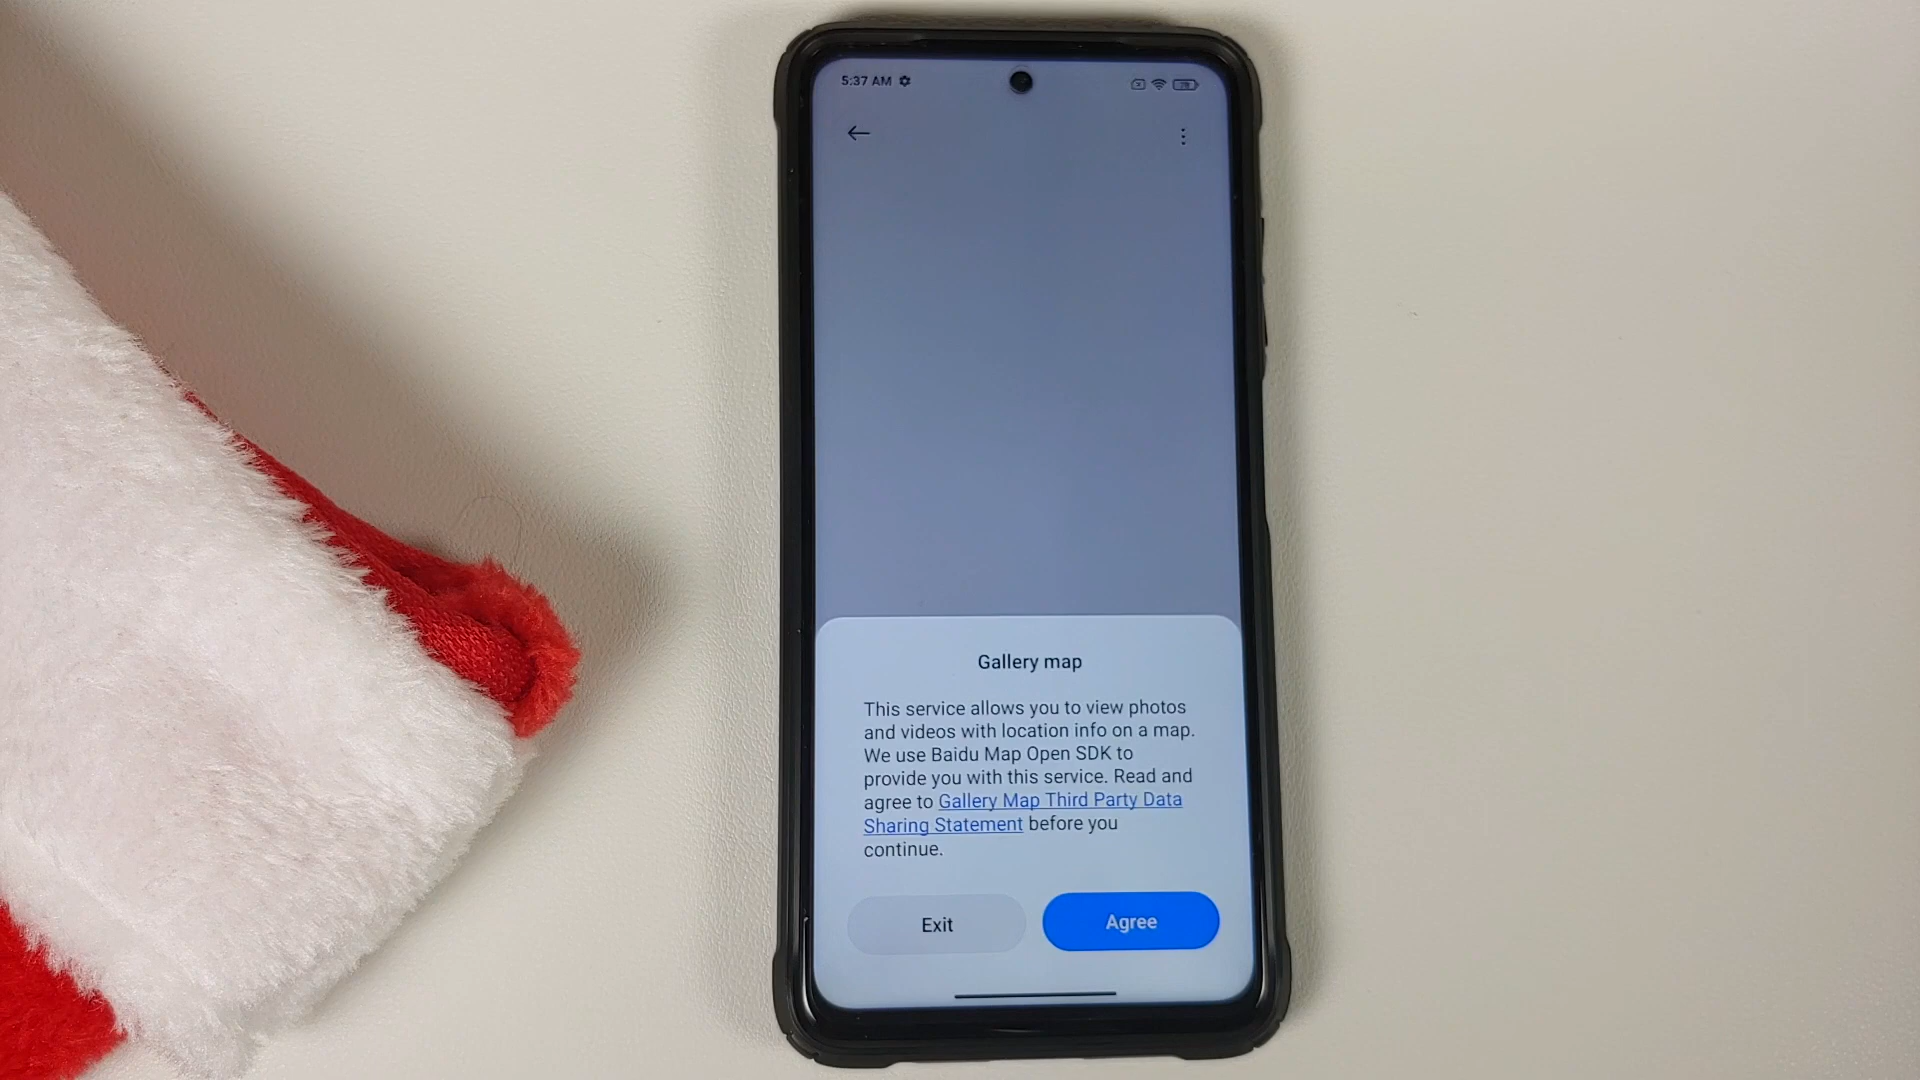 5:37 AM
Gallery map
This service allows you to view photos
and videos with location info on a map.
We use Baidu Map Open SDK to
provide you with this service. Read and
agree to Gallery Map Third Party Data
Sharing Statement before you
continue.
Exit
Agree